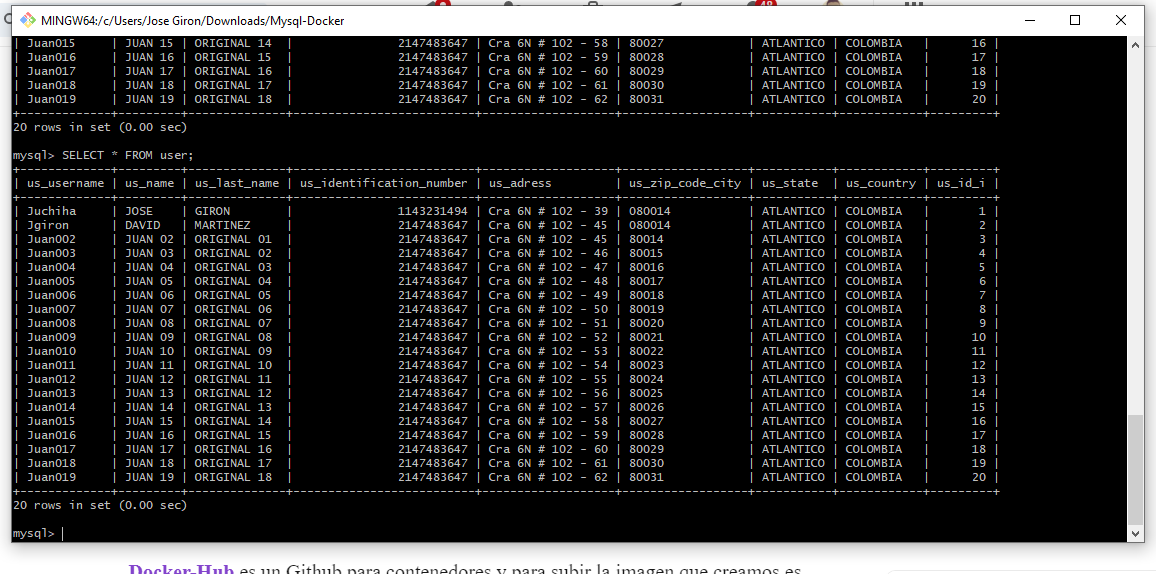 MINGW64:/c/Users/Jose Giron/Downloads/Mysql-Docker
| Juan015 | JUAN 15 | ORIGINAL 14 | 2147483647 | Cra 6N # 102 - 58 | 80027 | ATLANTICO | COLOMBIA | 16 |
| Juan016 | JUAN 16 | ORIGINAL 15 | 2147483647 | Cra 6N # 102 - 59 | 80028 | ATLANTICO | COLOMBIA | 17 |
| Juan017 | JUAN 17 | ORIGINAL 16 | 2147483647 | Cra 6N # 102 - 60 | 80029 | ATLANTICO | COLOMBIA | 18 |
| Juan018 | JUAN 18 | ORIGINAL 17 | 2147483647 | Cra 6N # 102 - 61 | 80030 | ATLANTICO | COLOMBIA | 19 |
| Juan019 | JUAN 19 | ORIGINAL 18 | 2147483647 | Cra 6N # 102 - 62 | 80031 | ATLANTICO | COLOMBIA | 20 |
20 rows in set (0.00 sec)
mysql> SELECT * FROM user;
| us_username | us_name | us_last_name | us_identification_number | us_adress | us_zip_code_city | us_state | us_country | us_id_i |
| Juchiha | JOSE | GIRON | 1143231494 | Cra 6N # 102 - 39 | 080014 | ATLANTICO | COLOMBIA | 1 |
| Jgiron | DAVID | MARTINEZ | 2147483647 | Cra 6N # 102 - 45 | 080014 | ATLANTICO | COLOMBIA | 2 |
| Juan002 | JUAN 02 | ORIGINAL 01 | 2147483647 | Cra 6N # 102 - 45 | 80014 | ATLANTICO | COLOMBIA | 3 |
| Juan003 | JUAN 03 | ORIGINAL 02 | 2147483647 | Cra 6N # 102 - 46 | 80015 | ATLANTICO | COLOMBIA | 4 |
| Juan004 | JUAN 04 | ORIGINAL 03 | 2147483647 | Cra 6N # 102 - 47 | 80016 | ATLANTICO | COLOMBIA | 5 |
| Juan005 | JUAN 05 | ORIGINAL 04 | 2147483647 | Cra 6N # 102 - 48 | 80017 | ATLANTICO | COLOMBIA | 6 |
| Juan006 | JUAN 06 | ORIGINAL 05 | 2147483647 | Cra 6N # 102 - 49 | 80018 | ATLANTICO | COLOMBIA | 7 |
| Juan007 | JUAN 07 | ORIGINAL 06 | 2147483647 | Cra 6N # 102 - 50 | 80019 | ATLANTICO | COLOMBIA | 8 |
| Juan008 | JUAN 08 | ORIGINAL 07 | 2147483647 | Cra 6N # 102 - 51 | 80020 | ATLANTICO | COLOMBIA | 9 |
| Juan009 | JUAN 09 | ORIGINAL 08 | 2147483647 | Cra 6N # 102 - 52 | 80021 | ATLANTICO | COLOMBIA | 10 |
| Juan010 | JUAN 10 | ORIGINAL 09 | 2147483647 | Cra 6N # 102 - 53 | 80022 | ATLANTICO | COLOMBIA | 11 |
| Juan011 | JUAN 11 | ORIGINAL 10 | 2147483647 | Cra 6N # 102 - 54 | 80023 | ATLANTICO | COLOMBIA | 12 |
| Juan012 | JUAN 12 | ORIGINAL 11 | 2147483647 | Cra 6N # 102 - 55 | 80024 | ATLANTICO | COLOMBIA | 13 |
| Juan013 | JUAN 13 | ORIGINAL 12 | 2147483647 | Cra 6N # 102 - 56 | 80025 | ATLANTICO | COLOMBIA | 14 |
| Juan014 | JUAN 14 | ORIGINAL 13 | 2147483647 | Cra 6N # 102 - 57 | 80026 | ATLANTICO | COLOMBIA | 15 |
| Juan015 | JUAN 15 | ORIGINAL 14 | 2147483647 | Cra 6N # 102 - 58 | 80027 | ATLANTICO | COLOMBIA | 16 |
| Juan016 | JUAN 16 | ORIGINAL 15 | 2147483647 | Cra 6N # 102 - 59 | 80028 | ATLANTICO | COLOMBIA | 17 |
| Juan017 | JUAN 17 | ORIGINAL 16 | 2147483647 | Cra 6N # 102 - 60 | 80029 | ATLANTICO | COLOMBIA | 18 |
| Juan018 | JUAN 18 | ORIGINAL 17 | 2147483647 | Cra 6N # 102 - 61 | 80030 | ATLANTICO | COLOMBIA | 19 |
| Juan019 | JUAN 19 | ORIGINAL 18 | 2147483647 | Cra 6N # 102 - 62 | 80031 | ATLANTICO | COLOMBIA | 20 |
20 rows in set (0.00 sec)
mysql>
Docker-Hub es un Github para contenedores y para subir la imagen que creamos es